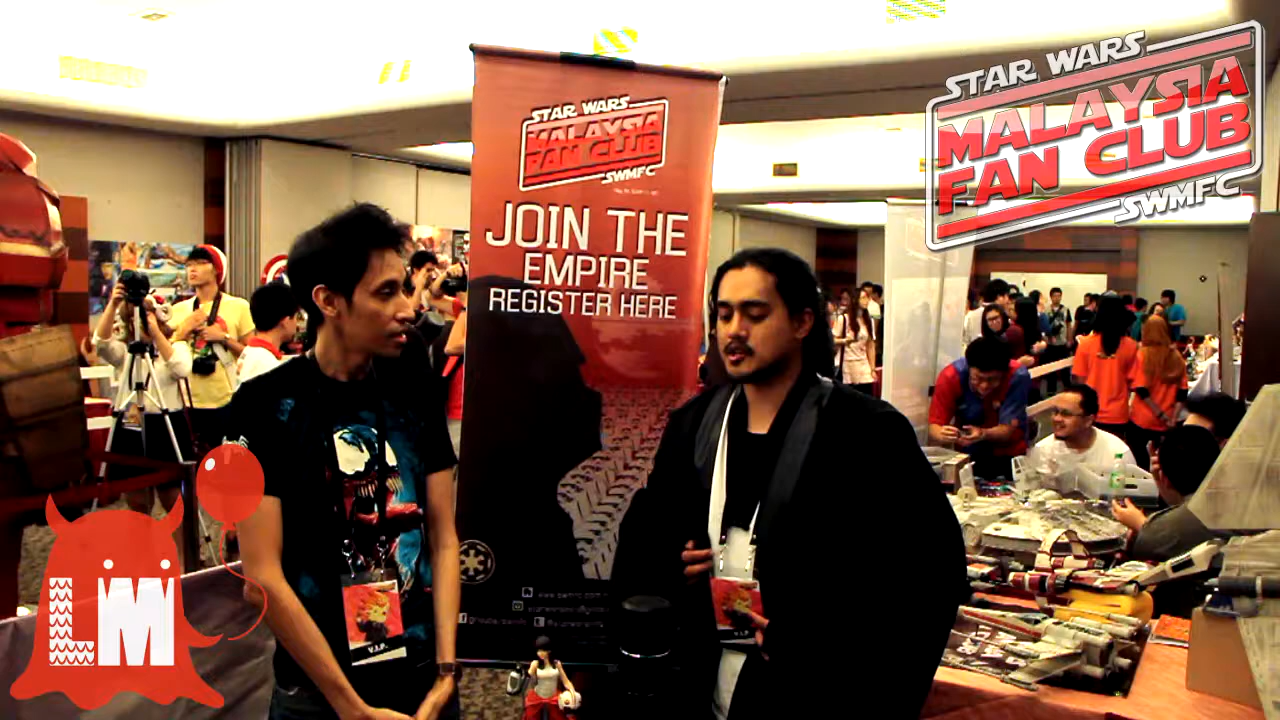 STAR WARS
MALAYSIA
FAN CLUB
SWMFC
STAR WARS
MALAYSIA
FAN CLUB
SWMFC
JOIN THE
EMPIRE
REGISTER HERE
V.I.P.
V.I.P
LM